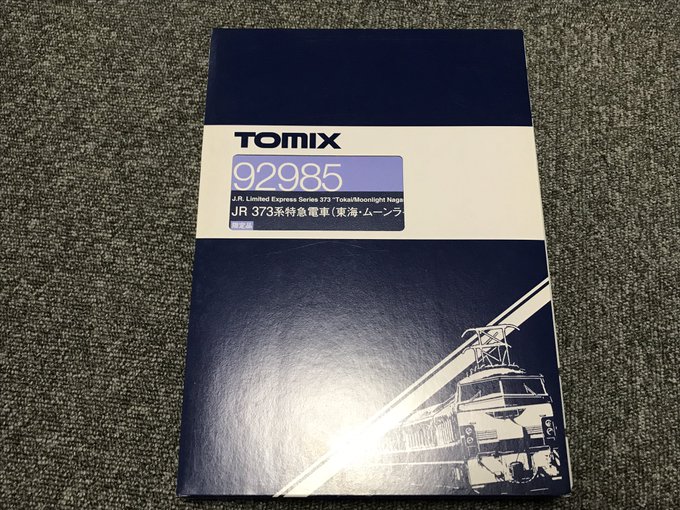 TOMIX
92985
J.R. Limited Express Series 373 "Tokai/Moonlight Naga
JR 373系特急電車(東海・ムーンラ
限定品